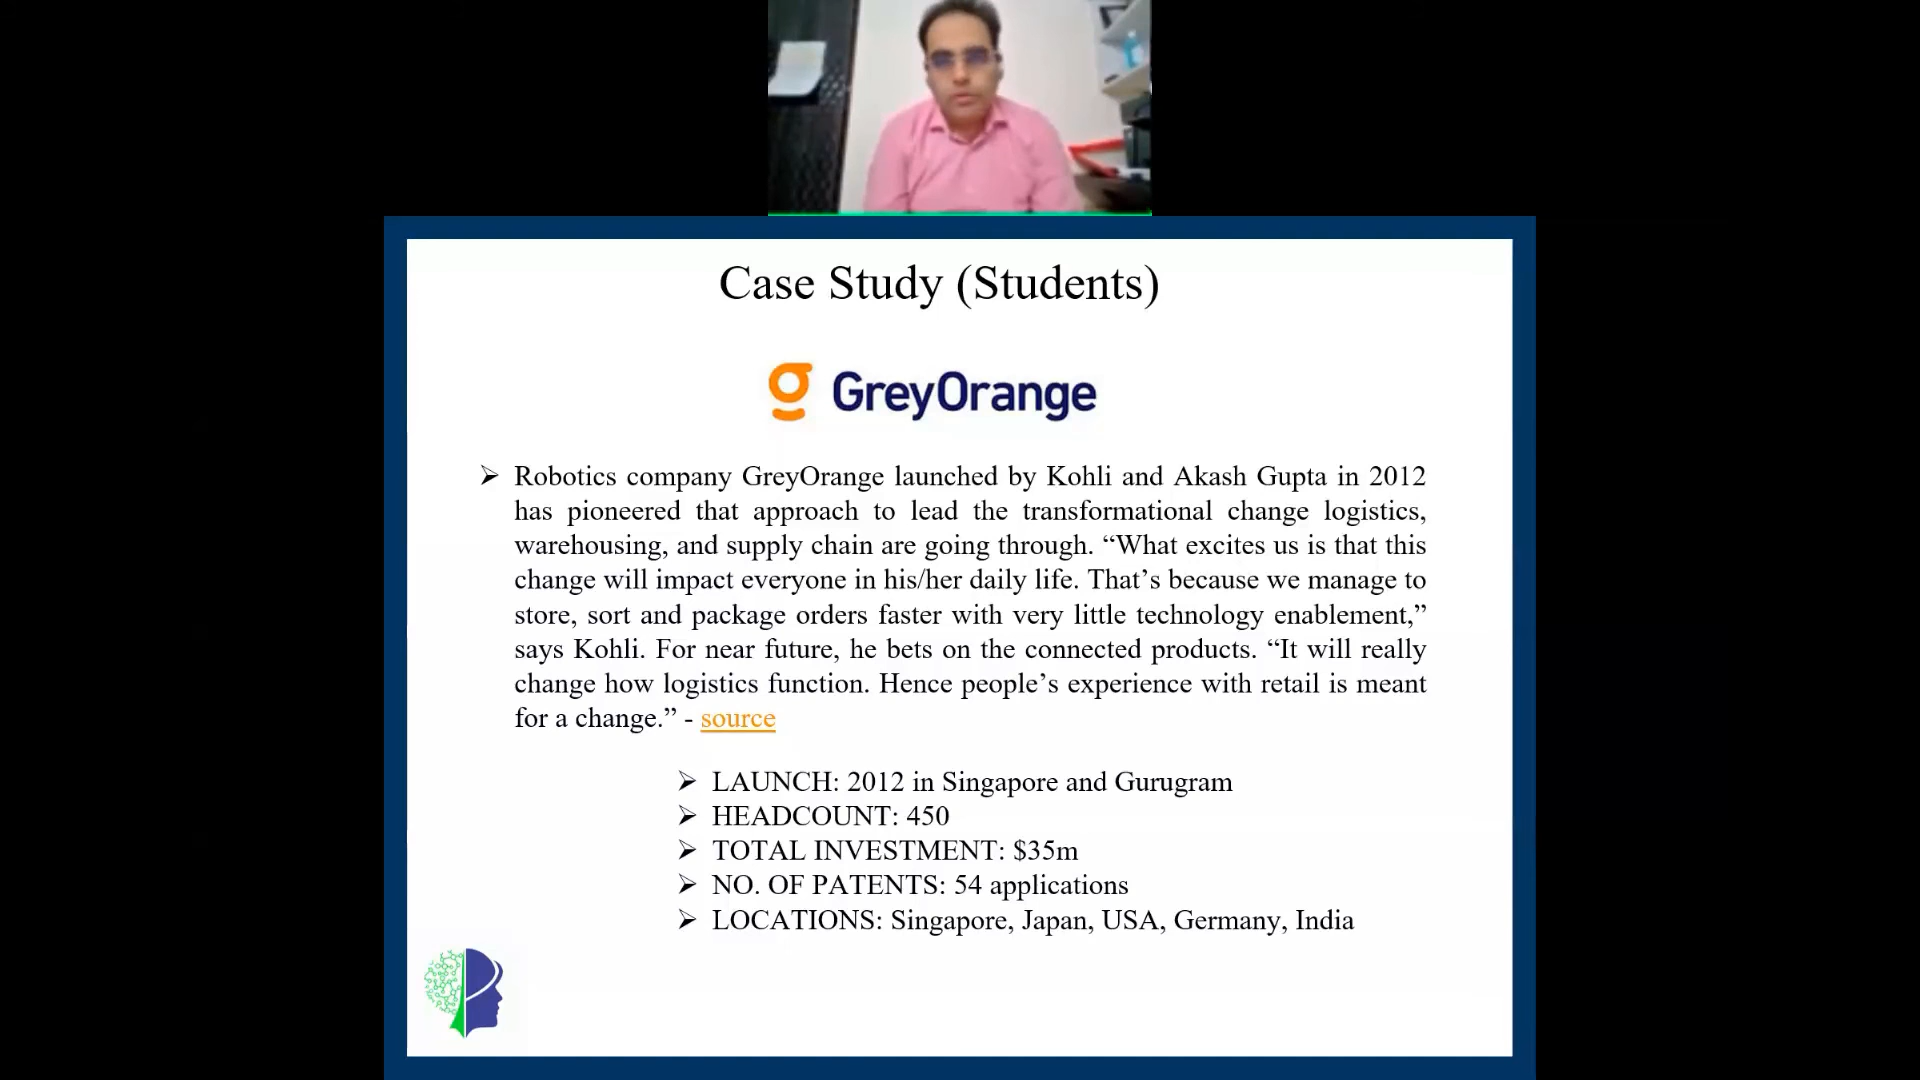 Case Study (Students)
GreyOrange
➢ Robotics company GreyOrange launched by Kohli and Akash Gupta in 2012
has pioneered that approach to lead the transformational change logistics,
warehousing, and supply chain are going through. “What excites us is that this
change will impact everyone in his/her daily life. That’s because we manage to
store, sort and package orders faster with very little technology enablement,”
says Kohli. For near future, he bets on the connected products. “It will really
change how logistics function. Hence people’s experience with retail is meant
for a change.” - source
➢ LAUNCH: 2012 in Singapore and Gurugram
➢ HEADCOUNT: 450
➢ TOTAL INVESTMENT: $35m
➢ NO. OF PATENTS: 54 applications
➢ LOCATIONS: Singapore, Japan, USA, Germany, India